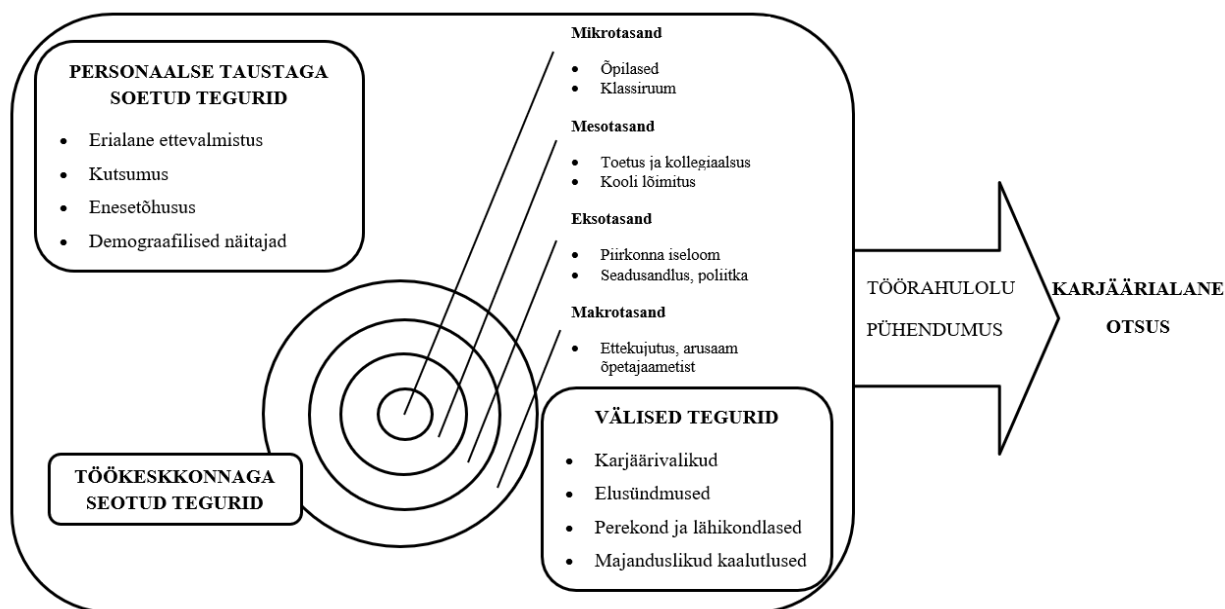 PERSONAALSE TAUSTAGA
SOETUD TEGURID
• Erialane ettevalmistus
• Kutsumus
• Enesetõhusus
• Demograafilised näitajad
Mikrotasand
• Õpilased
• Klassiruum
Mesotasand
• Toetus ja kollegiaalsus
• Kooli lõimitus
Eksotasand
• Piirkonna iseloom
• Seadusandlus, poliitka
Makrotasand
• Ettekujutus, arusaam
õpetajaametist
TÖÖKESKKONNAGA
SEOTUD TEGURID
VÄLISED TEGURID
• Karjäärivalikud
• Elusündmused
• Perekond ja lähikondlased
• Majanduslikud kaalutlused
TÖÖRAHULOLU
PÜHENDUMUS
KARJÄÄRIALANE
OTSUS